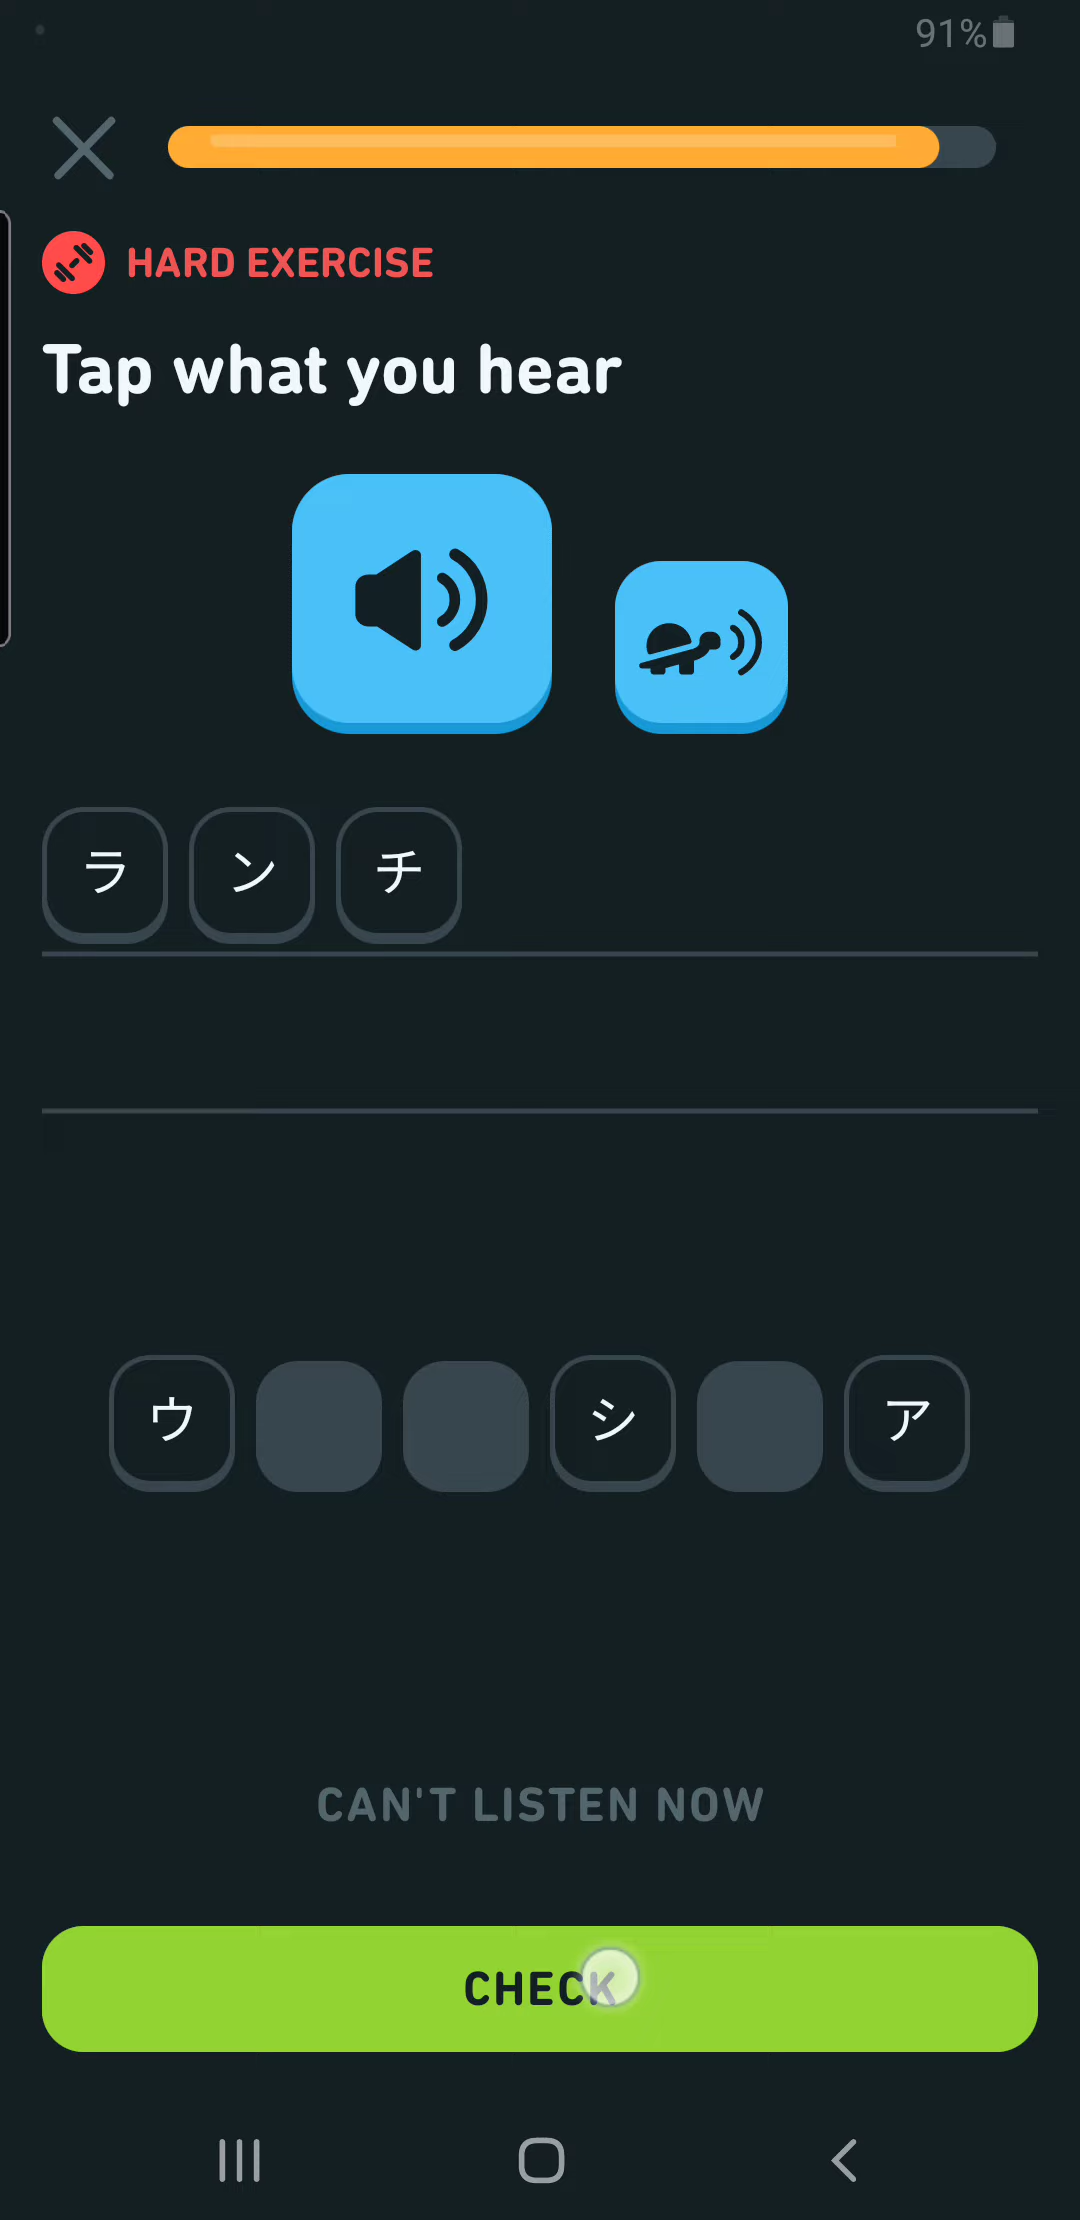 91%
HARD EXERCISE
Tap what you hear
ラ ン チ
ウ シ ア
CAN'T LISTEN NOW
CHECK